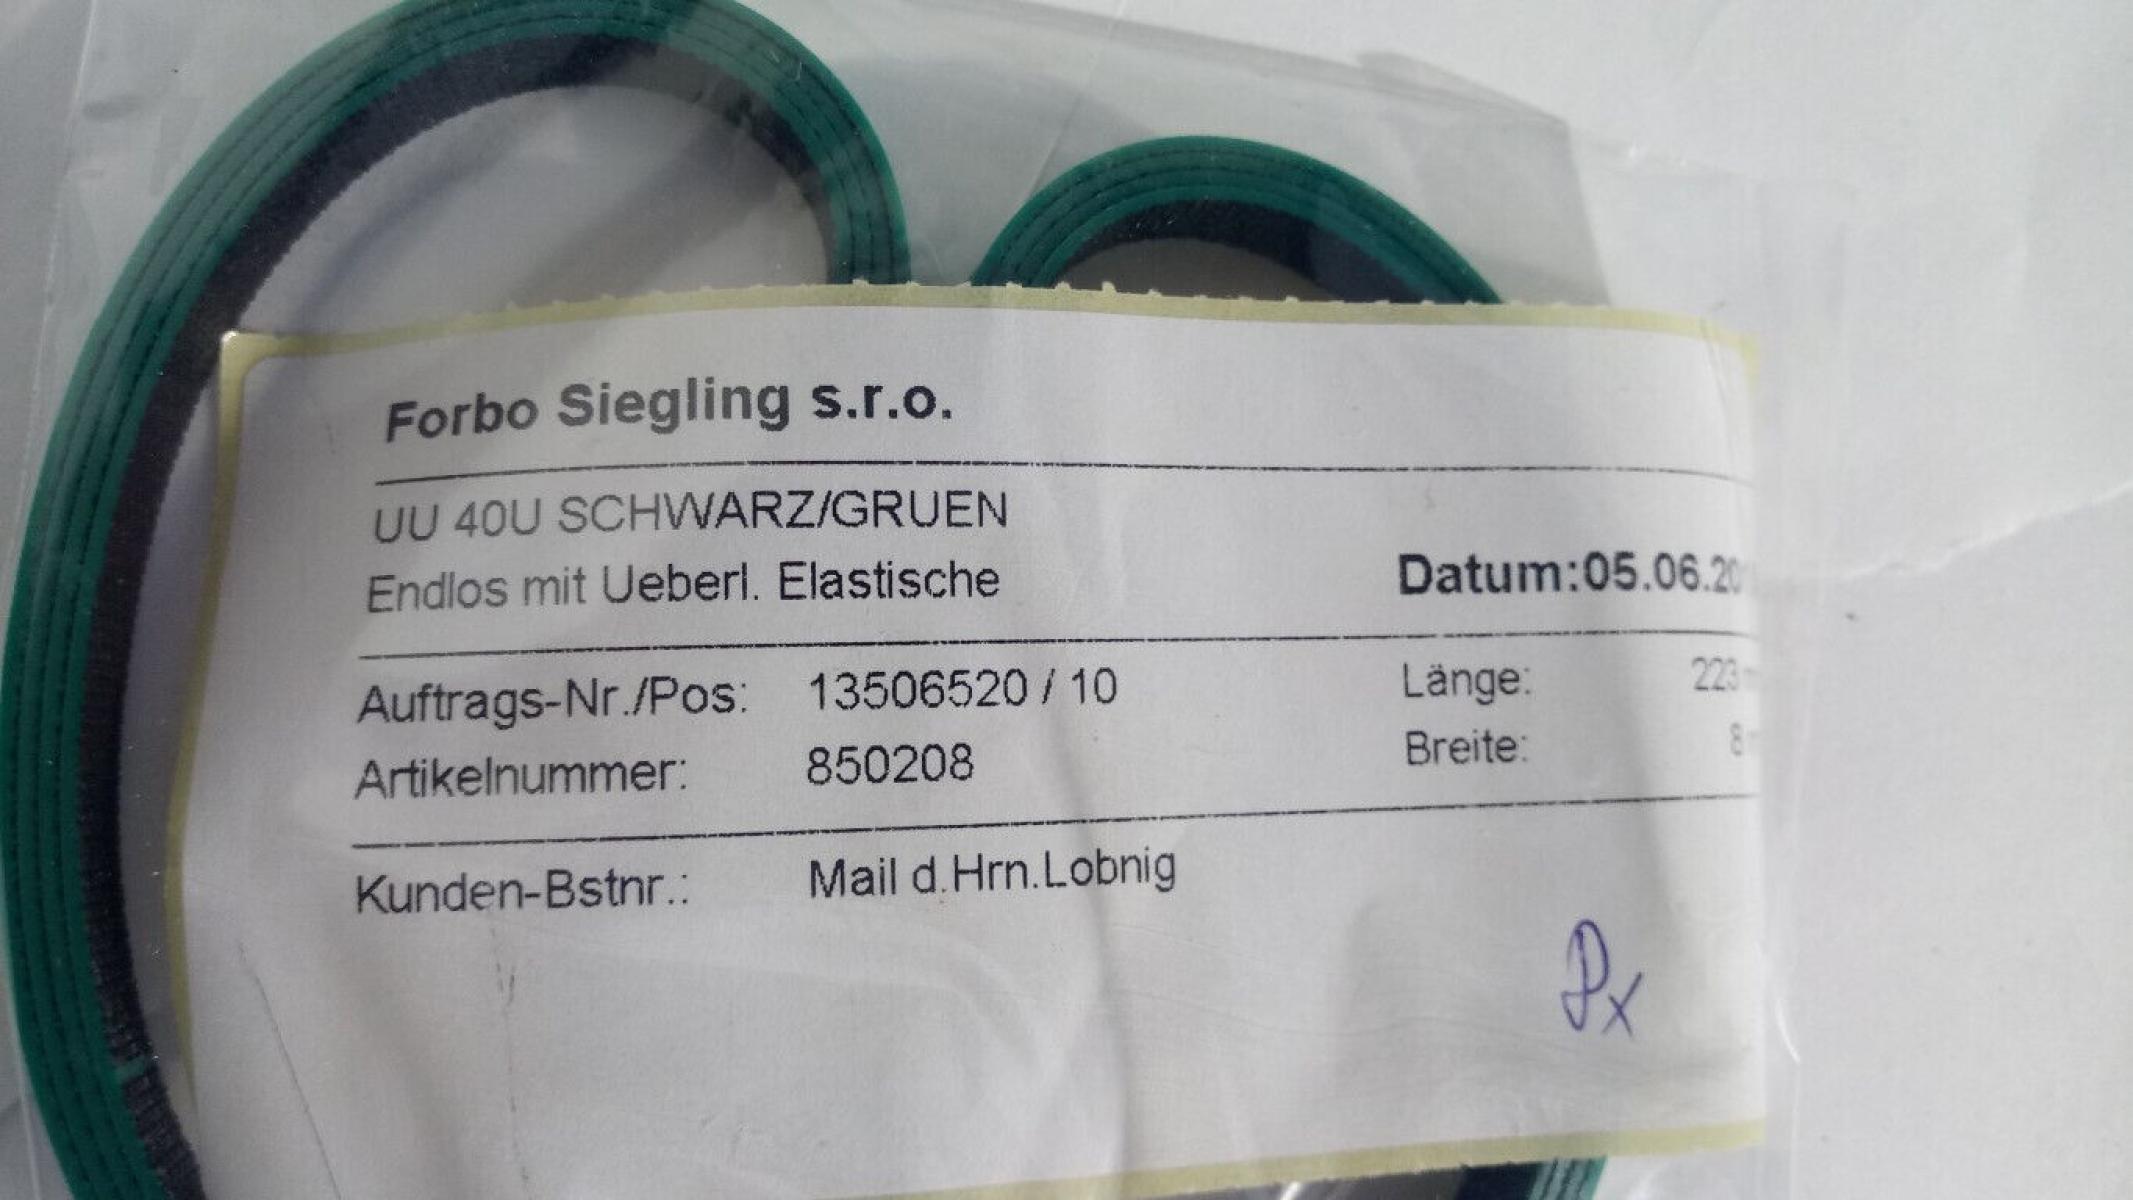 Forbo Siegling s.r.o.
UU 40U SCHWARZ/GRUEN
Endlos mit Ueberl. Elastische
Datum:05.06.20
Auftrags-Nr./Pos: 13506520 / 10
Länge: 223
Artikelnummer: 850208
Breite: 8
Kunden-Bstnr.: Mail d.Hrn.Lobnig